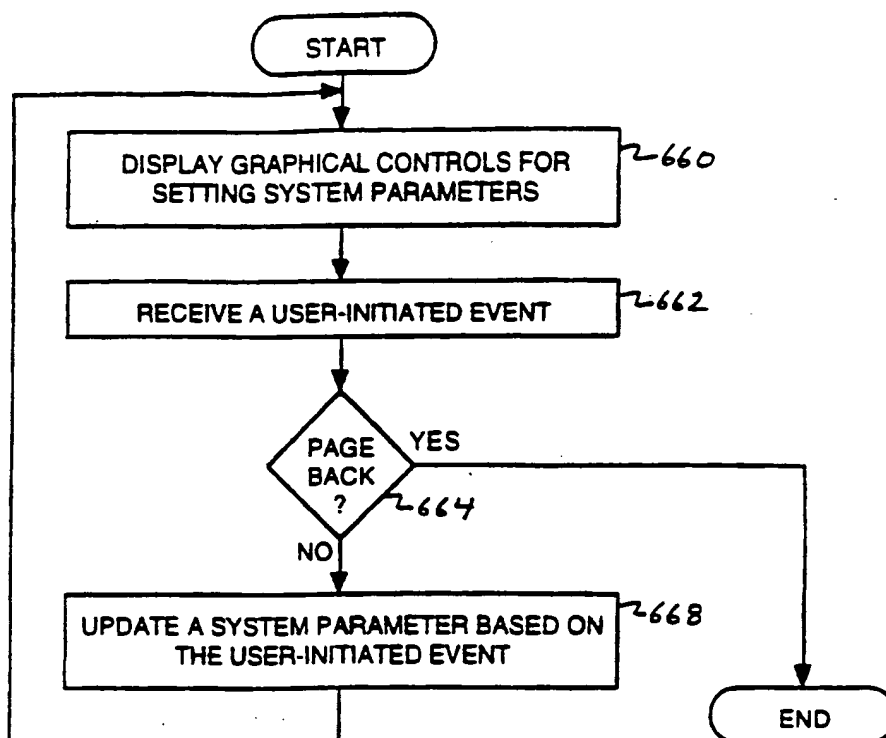 START
DISPLAY GRAPHICAL CONTROLS FOR
SETTING SYSTEM PARAMETERS
660
RECEIVE A USER-INITIATED EVENT
662
PAGE
BACK
?
YES
664
NO
UPDATE A SYSTEM PARAMETER BASED ON
THE USER-INITIATED EVENT
668
END